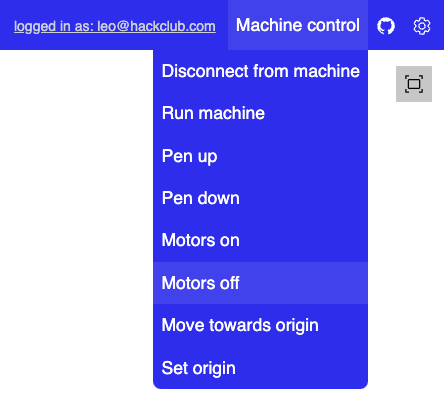 logged in as: leo@hackclub.com Machine control
Disconnect from machine
Run machine
Pen up
Pen down
Motors on
Motors off
Move towards origin
Set origin